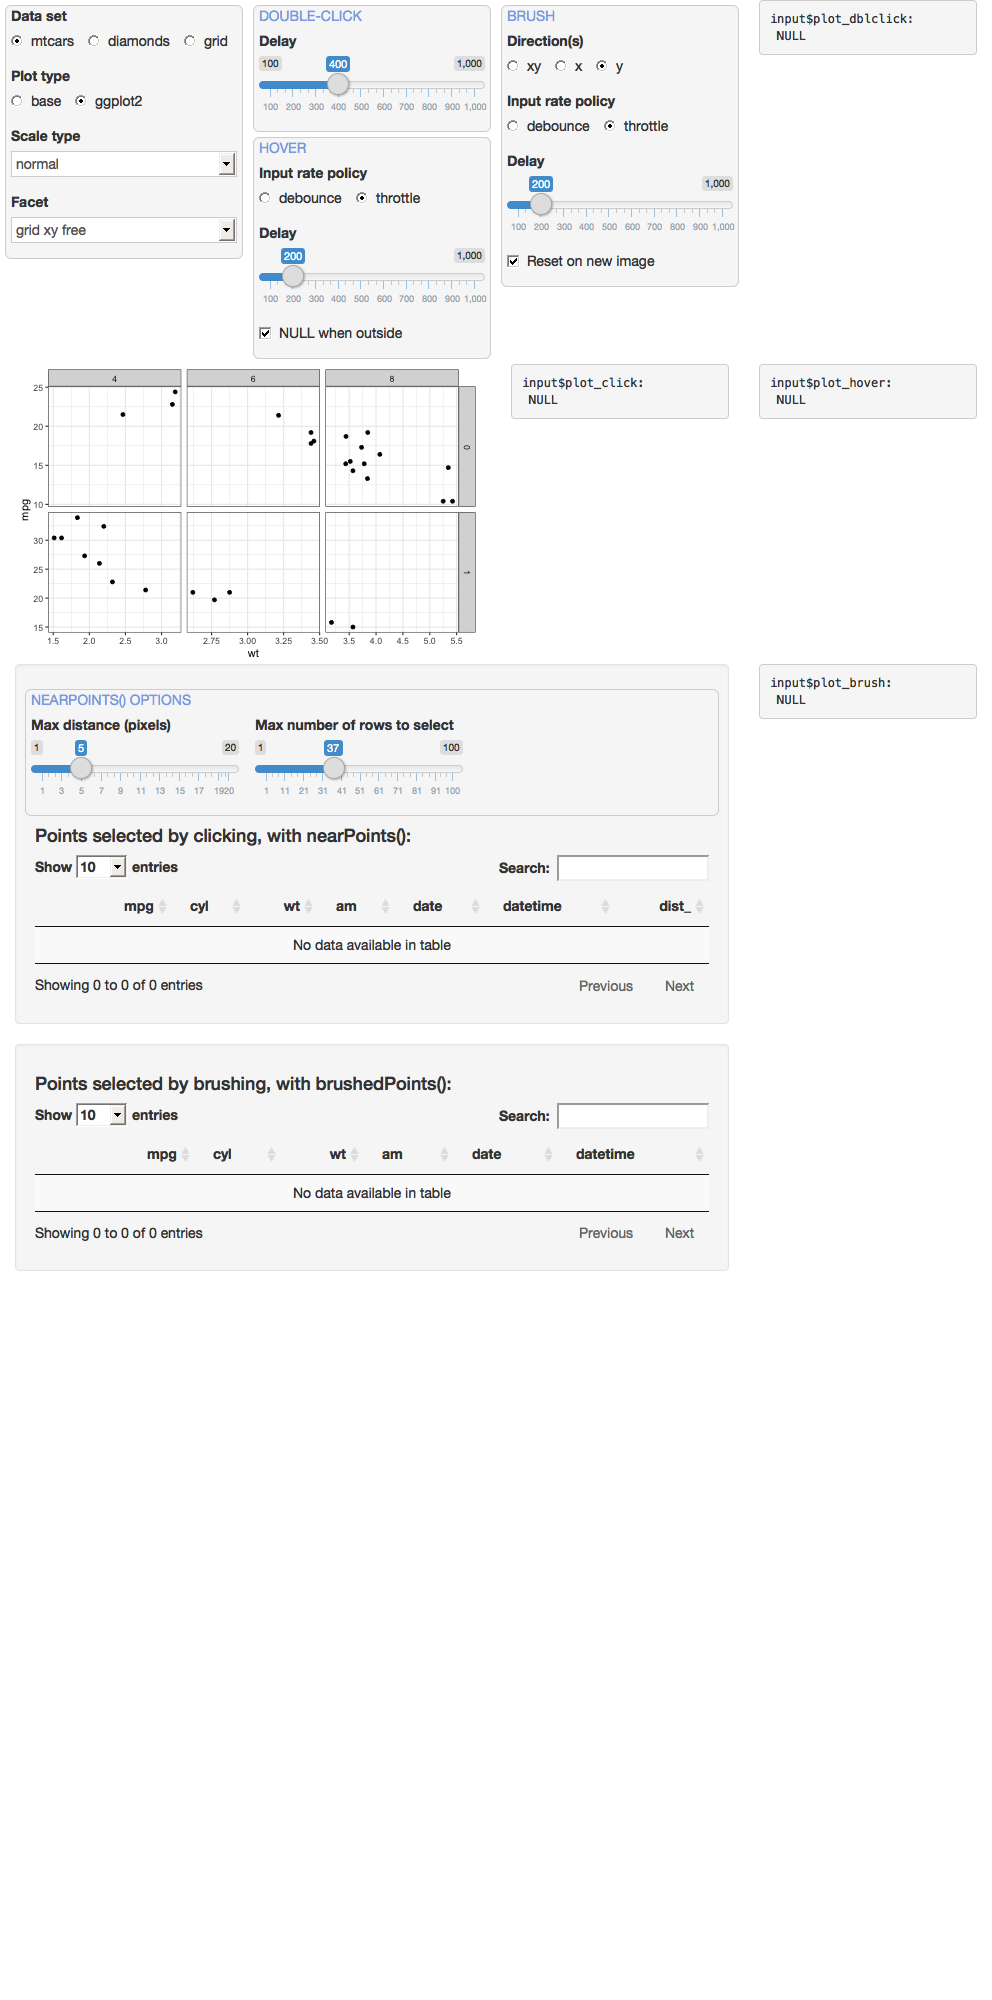 Data set
mtcars diamonds grid
Plot type
base ggplot2
Scale type
normal
Facet
grid xy free
DOUBLE-CLICK
Delay
100 400 1,000
100 200 300 400 500 600 700 800 900 1,000
HOVER
Input rate policy
debounce throttle
Delay
200 1,000
100 200 300 400 500 600 700 800 900 1,000
NULL when outside
BRUSH
Direction(s)
xy x y
Input rate policy
debounce throttle
Delay
200 1,000
100 200 300 400 500 600 700 800 900 1,000
Reset on new image
input$plot_dblclick:
NULL
4 6 8
25
20
15
10
0
mpg
30
25
20
15
1
1.5 2.0 2.5 3.0 2.75 3.00 3.25 3.50 3.5 4.0 4.5 5.0 5.5
wt
input$plot_click:
NULL
input$plot_hover:
NULL
NEARPOINTS() OPTIONS
Max distance (pixels)
1 5 20
1 3 5 7 9 11 13 15 17 1920
Max number of rows to select
1 37 100
1 11 21 31 41 51 61 71 81 91 100
Points selected by clicking, with nearPoints():
Show 10 entries Search:
mpg cyl wt am date datetime dist_
No data available in table
Showing 0 to 0 of 0 entries Previous Next
input$plot_brush:
NULL
Points selected by brushing, with brushedPoints():
Show 10 entries Search:
mpg cyl wt am date datetime
No data available in table
Showing 0 to 0 of 0 entries Previous Next